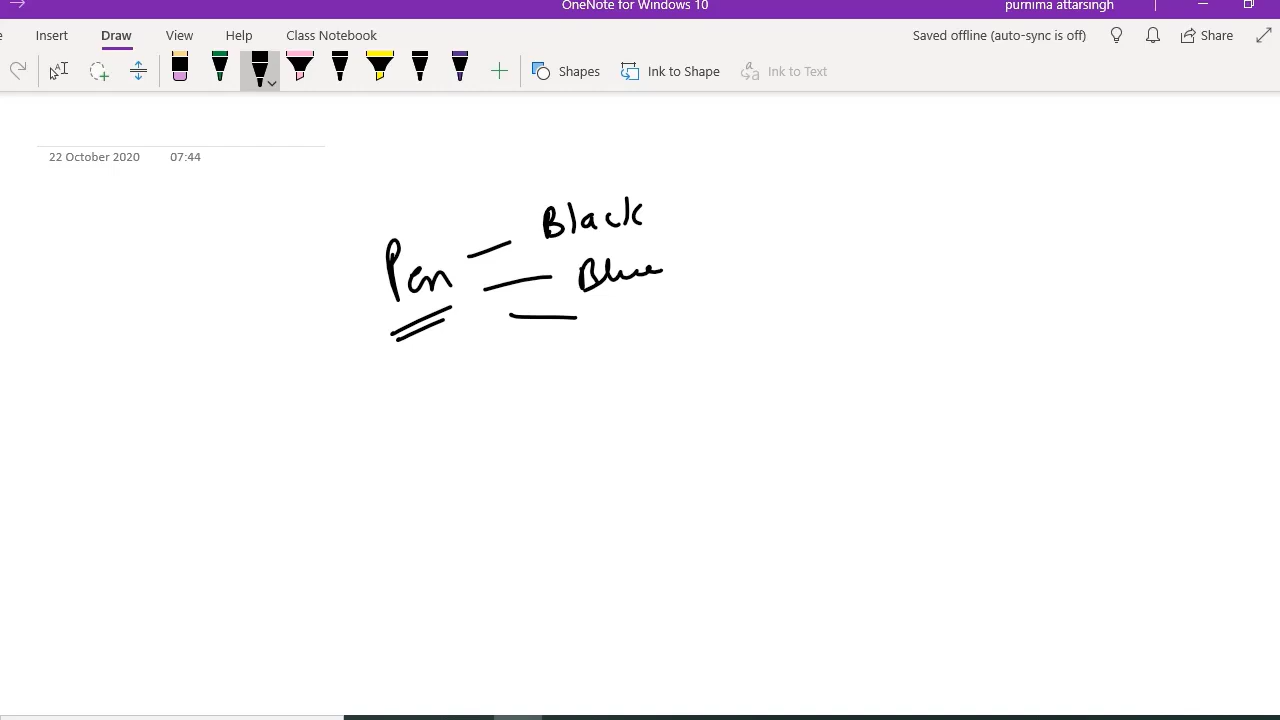 OneNote for Windows 10
purnima attarsingh
Insert Draw View Help Class Notebook
Saved offline (auto-sync is off) Share
Shapes Ink to Shape Ink to Text
22 October 2020 07:44
Black
Pen
Blue